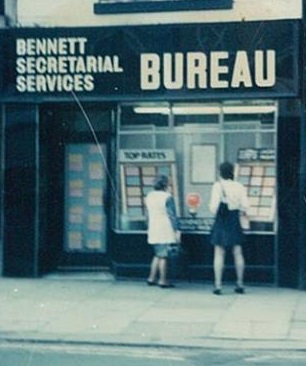 BENNETT
SECRETARIAL
SERVICES
BUREAU
TOP RATES